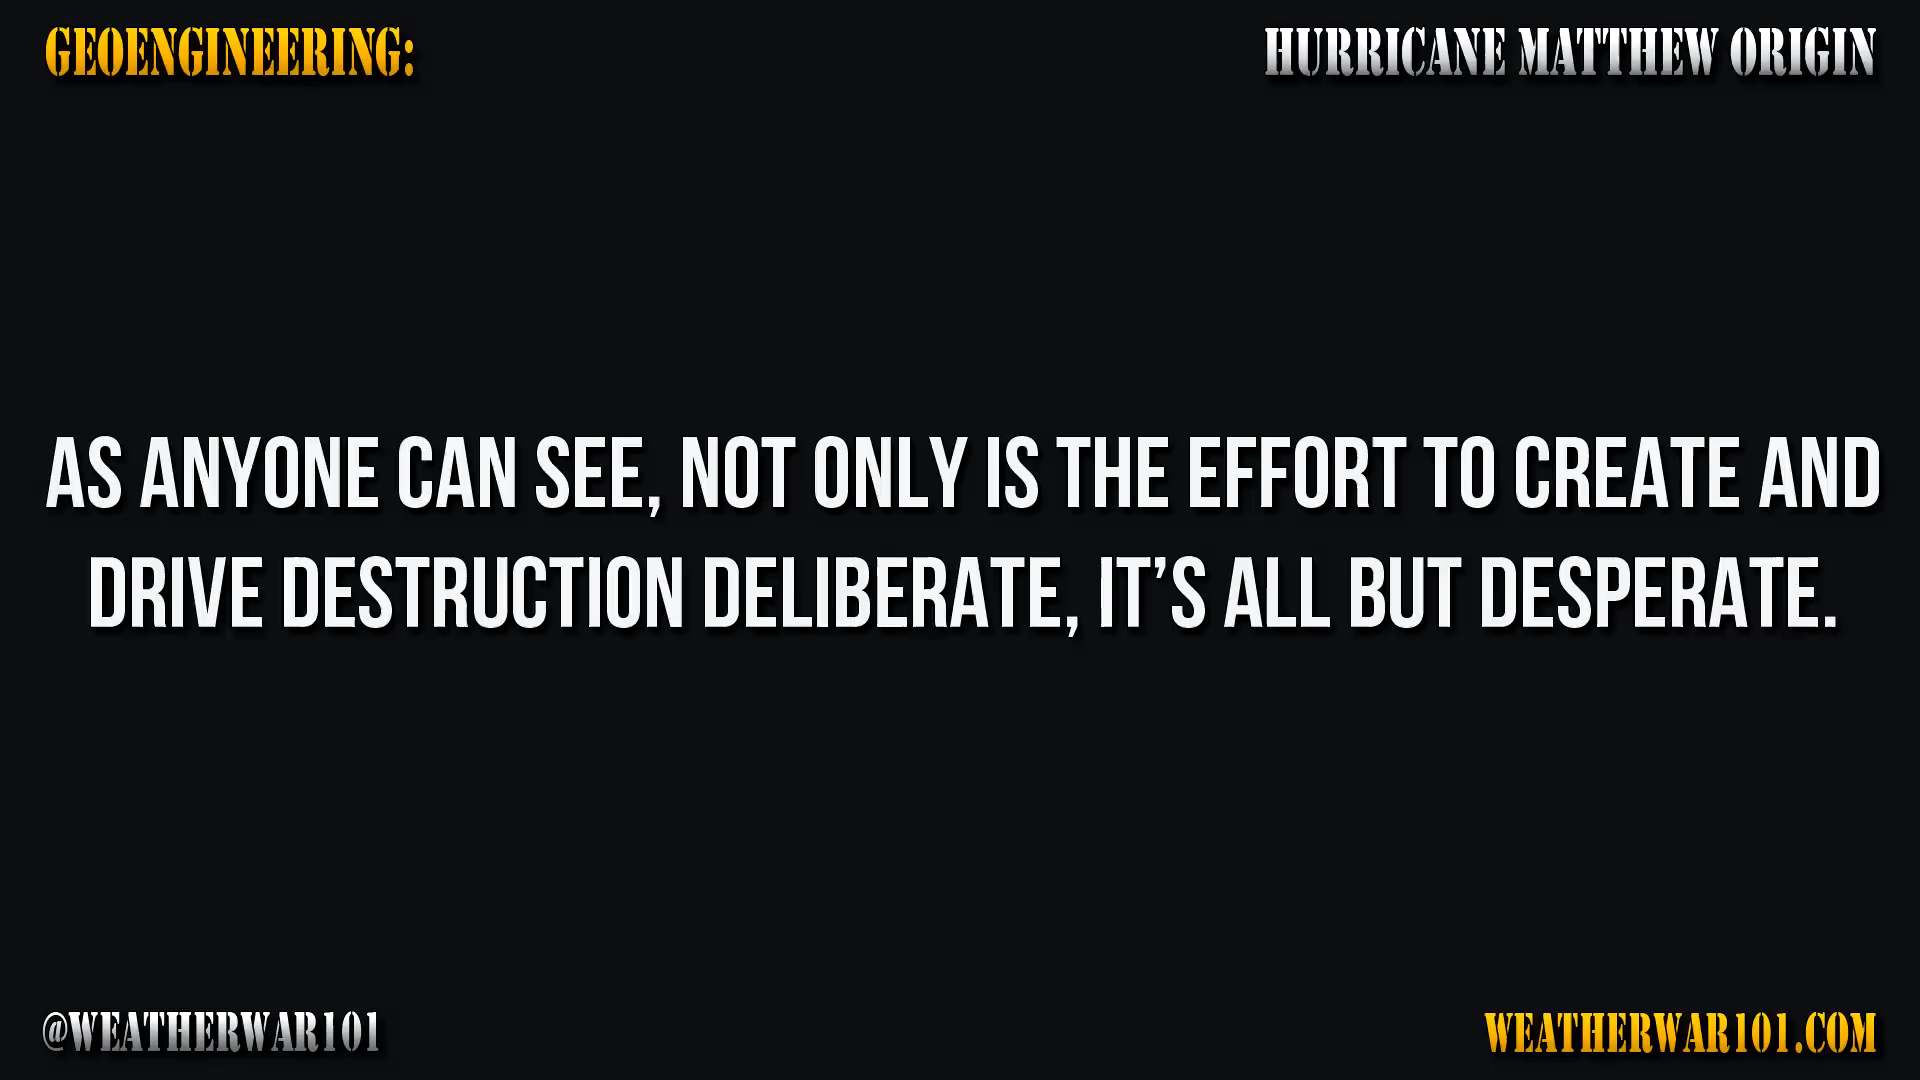 GEOENGINEERING:
HURRICANE MATTHEW ORIGIN
AS ANYONE CAN SEE, NOT ONLY IS THE EFFORT TO CREATE AND
DRIVE DESTRUCTION DELIBERATE, IT’S ALL BUT DESPERATE.
@WEATHERWAR101
WEATHERWAR101.COM